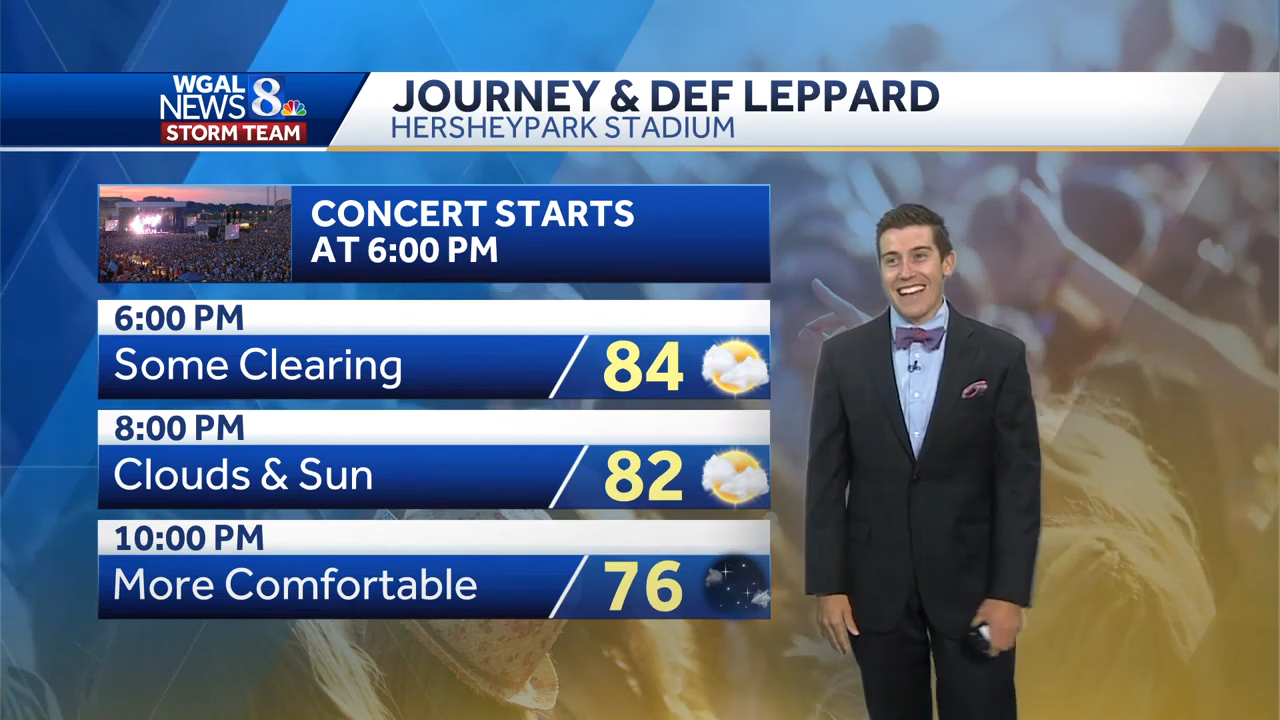 WGAL
NEWS 8
STORM TEAM
JOURNEY & DEF LEPPARD
HERSHEYPARK STADIUM
CONCERT STARTS
AT 6:00 PM
6:00 PM
Some Clearing 84
8:00 PM
Clouds & Sun 82
10:00 PM
More Comfortable 76